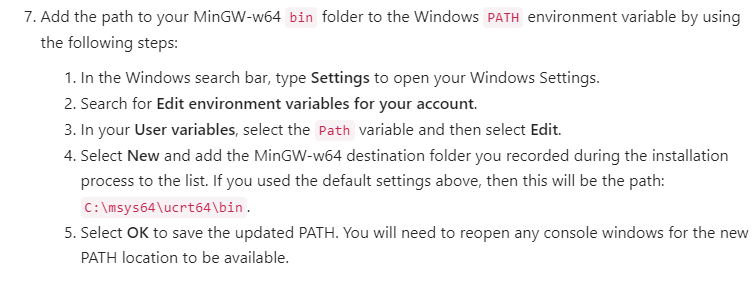 7. Add the path to your MinGW-w64 bin folder to the Windows PATH environment variable by using
the following steps:
1. In the Windows search bar, type Settings to open your Windows Settings.
2. Search for Edit environment variables for your account.
3. In your User variables, select the Path variable and then select Edit.
4. Select New and add the MinGW-w64 destination folder you recorded during the installation
process to the list. If you used the default settings above, then this will be the path:
C:\msys64\ucrt64\bin.
5. Select OK to save the updated PATH. You will need to reopen any console windows for the new
PATH location to be available.